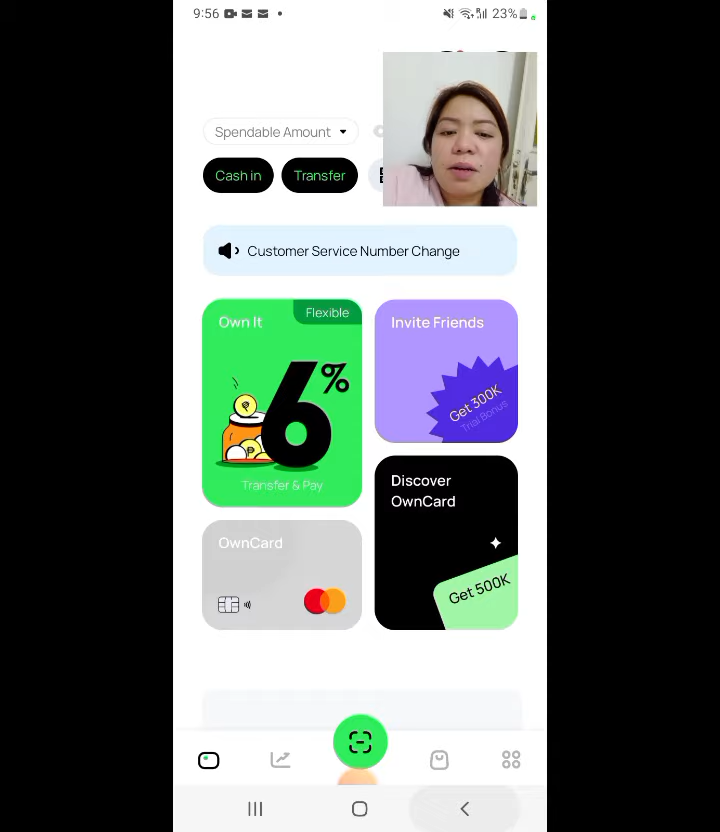 9:56
23%
Spendable Amount
Cash in
Transfer
Customer Service Number Change
Own It
Flexible
6%
Transfer & Pay
Invite Friends
Get 300K
Trial Bonus
Discover
OwnCard
Get 500K
OwnCard